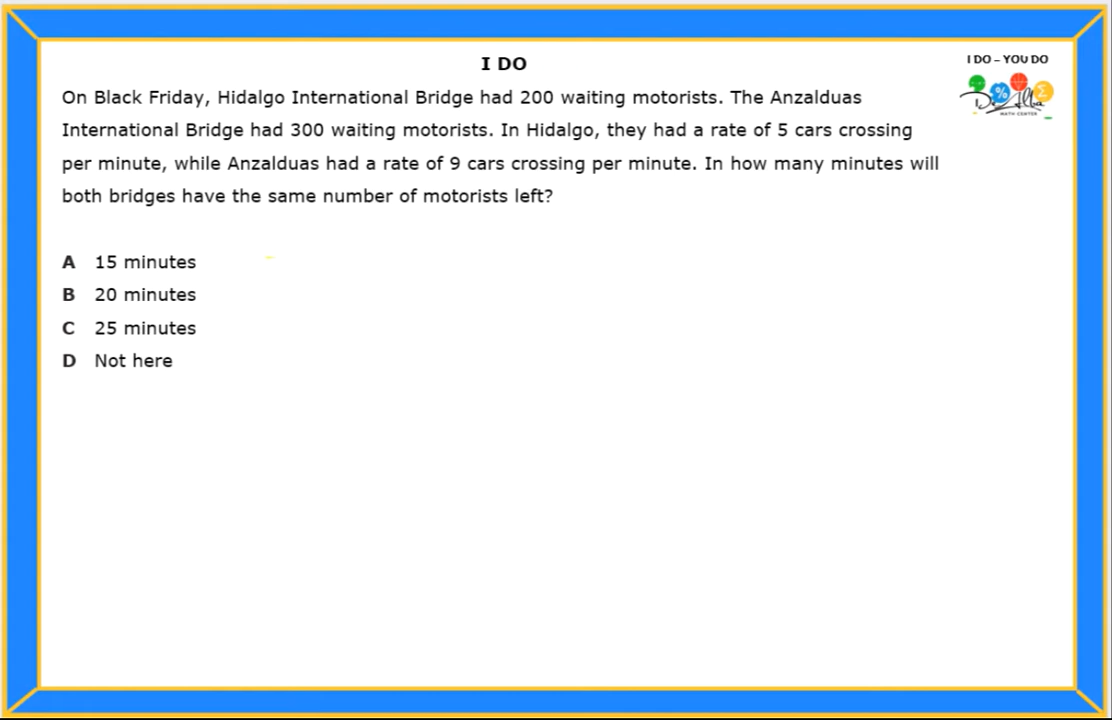 I DO
I DO – YOU DO
On Black Friday, Hidalgo International Bridge had 200 waiting motorists. The Anzalduas
International Bridge had 300 waiting motorists. In Hidalgo, they had a rate of 5 cars crossing
per minute, while Anzalduas had a rate of 9 cars crossing per minute. In how many minutes will
both bridges have the same number of motorists left?
A 15 minutes
B 20 minutes
C 25 minutes
D Not here
% Σ
MATH CENTER